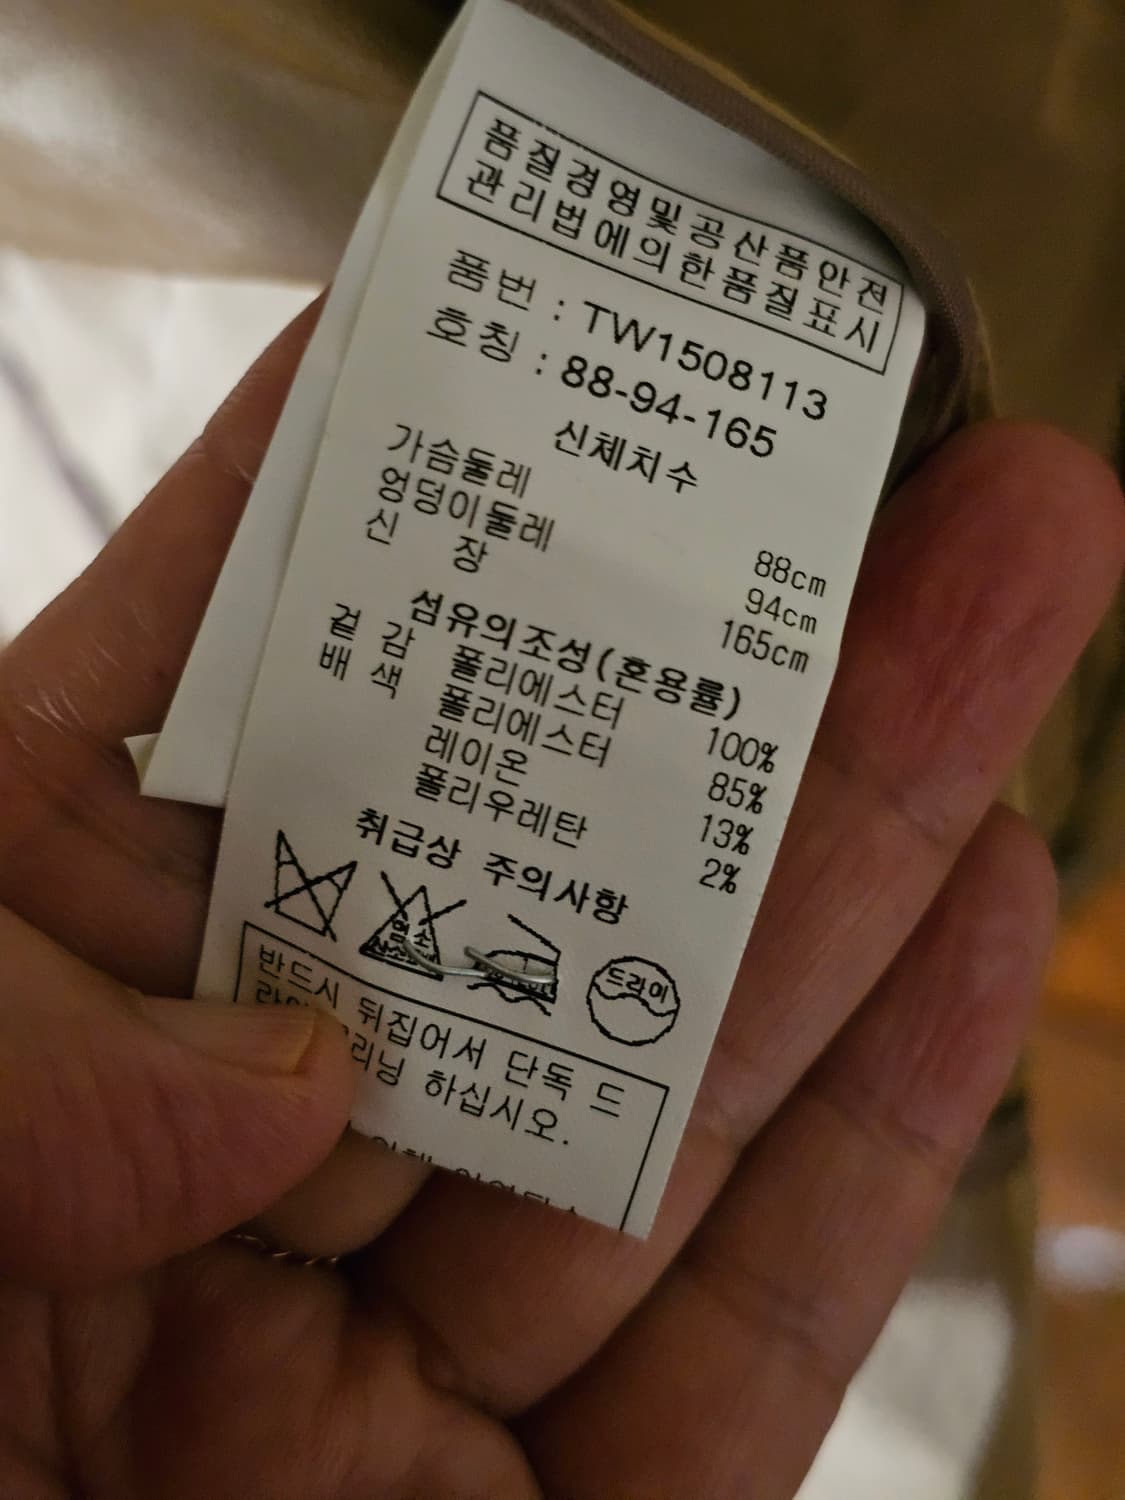 품질경영및공산품안전
관리법에의한품질표시
품번 : TW1508113
호칭 : 88-94-165
신체치수
가슴둘레 88cm
엉덩이둘레 94cm
신 장 165cm
섬유의조성(혼용률)
겉 감 폴리에스터 100%
배 색 폴리에스터 85%
레이온 13%
폴리우레탄 2%
취급상 주의사항
염소
드라이
반드시 뒤집어서 단독 드
하십시오.